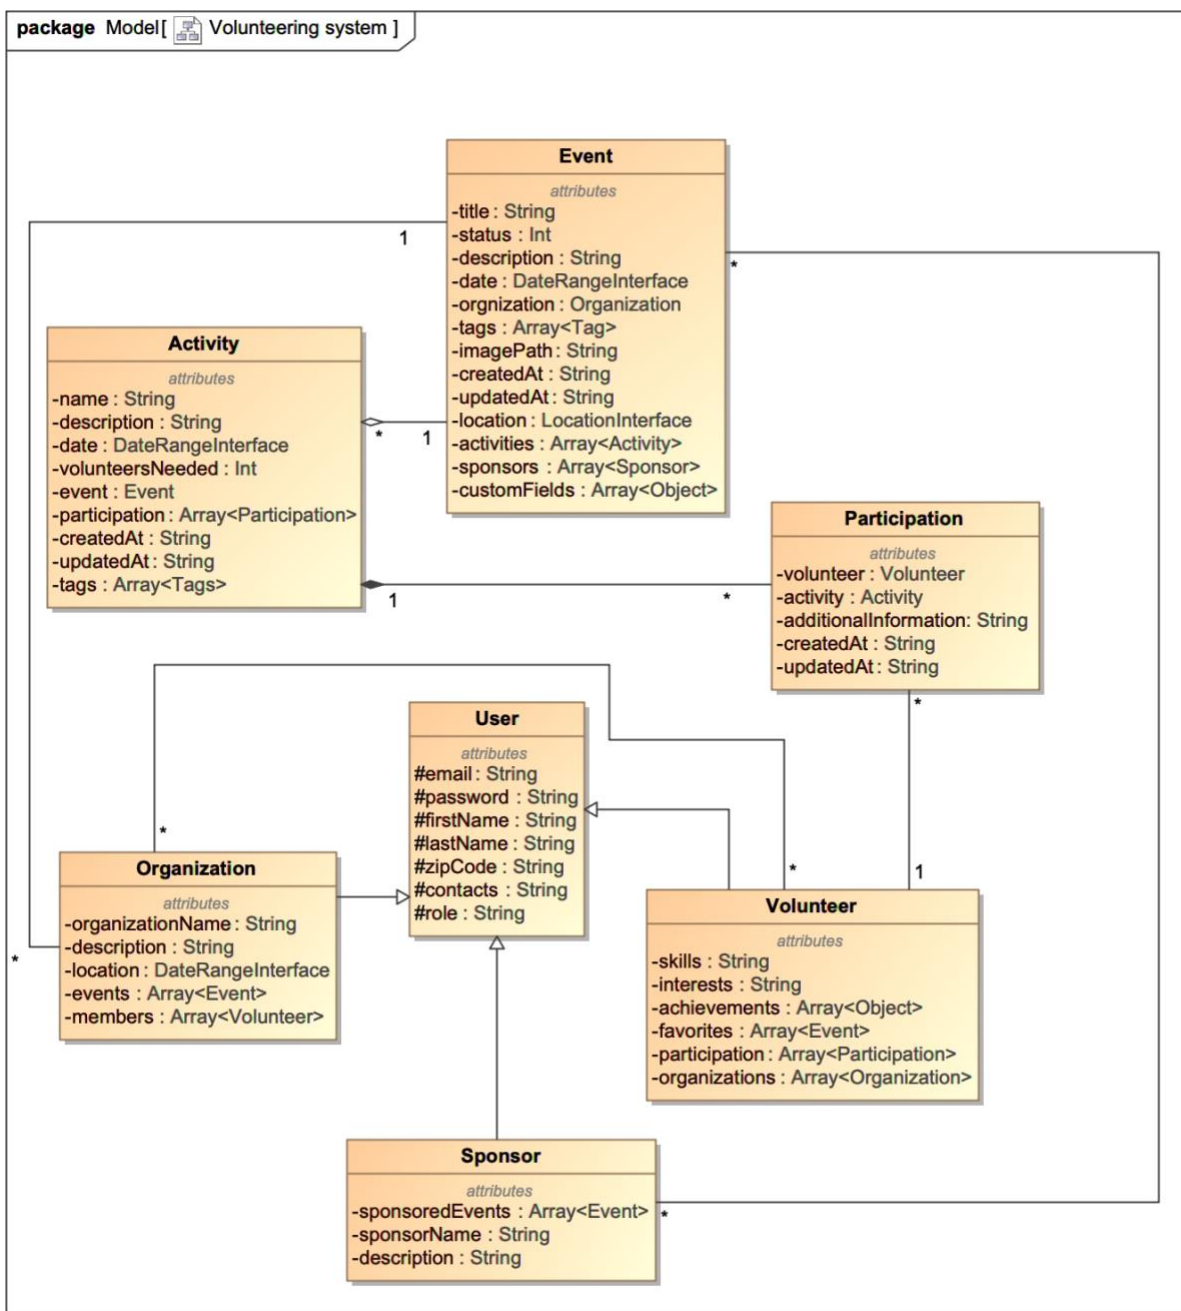 package Model[ Volunteering system ]
Event
attributes
-title : String
-status : Int
-description : String
-date : DateRangeInterface
-orgnization : Organization
-tags : Array<Tag>
-imagePath : String
-createdAt : String
-updatedAt : String
-location : LocationInterface
-activities : Array<Activity>
-sponsors : Array<Sponsor>
-customFields : Array<Object>
1
*
Activity
attributes
-name : String
-description : String
-date : DateRangeInterface
-volunteersNeeded : Int
-event : Event
-participation : Array<Participation>
-createdAt : String
-updatedAt : String
-tags : Array<Tags>
*
1
1
*
Participation
attributes
-volunteer : Volunteer
-activity : Activity
-additionalInformation: String
-createdAt : String
-updatedAt : String
*
User
attributes
#email : String
#password : String
#firstName : String
#lastName : String
#zipCode : String
#contacts : String
#role : String
*
Organization
attributes
-organizationName : String
-description : String
-location : DateRangeInterface
-events : Array<Event>
-members : Array<Volunteer>
*
*
1
Volunteer
attributes
-skills : String
-interests : String
-achievements : Array<Object>
-favorites : Array<Event>
-participation : Array<Participation>
-organizations : Array<Organization>
Sponsor
attributes
-sponsoredEvents : Array<Event>
-sponsorName : String
-description : String
*